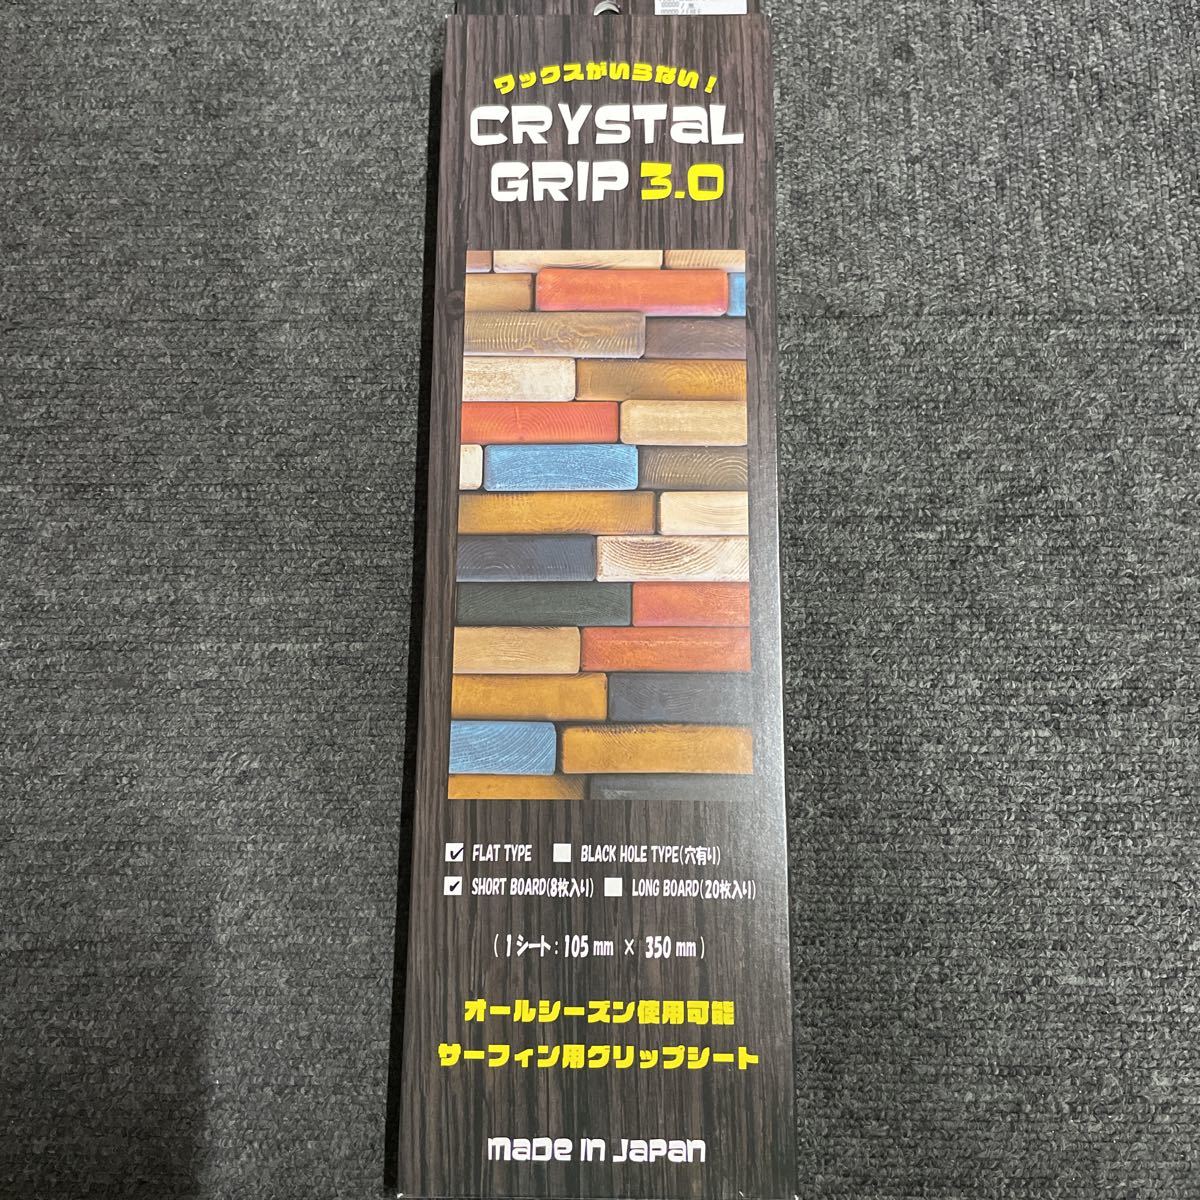 ワックスがいらない！
CRYSTAL
GRIP 3.0
✓ FLAT TYPE BLACK HOLE TYPE(穴有り)
✓ SHORT BOARD(8枚入り) LONG BOARD(20枚入り)
( 1シート: 105 mm × 350 mm )
オールシーズン使用可能
サーフィン用グリップシート
MADE IN JAPAN